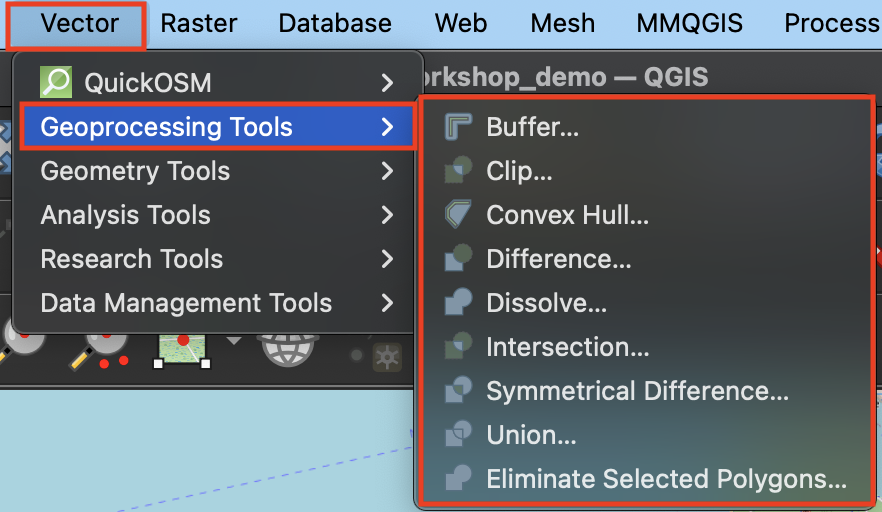 Vector Raster Database Web Mesh MMQGIS Process
orkshop_demo — QGIS
QuickOSM
Geoprocessing Tools
Geometry Tools
Analysis Tools
Research Tools
Data Management Tools
Buffer...
Clip...
Convex Hull...
Difference...
Dissolve...
Intersection...
Symmetrical Difference...
Union...
Eliminate Selected Polygons...